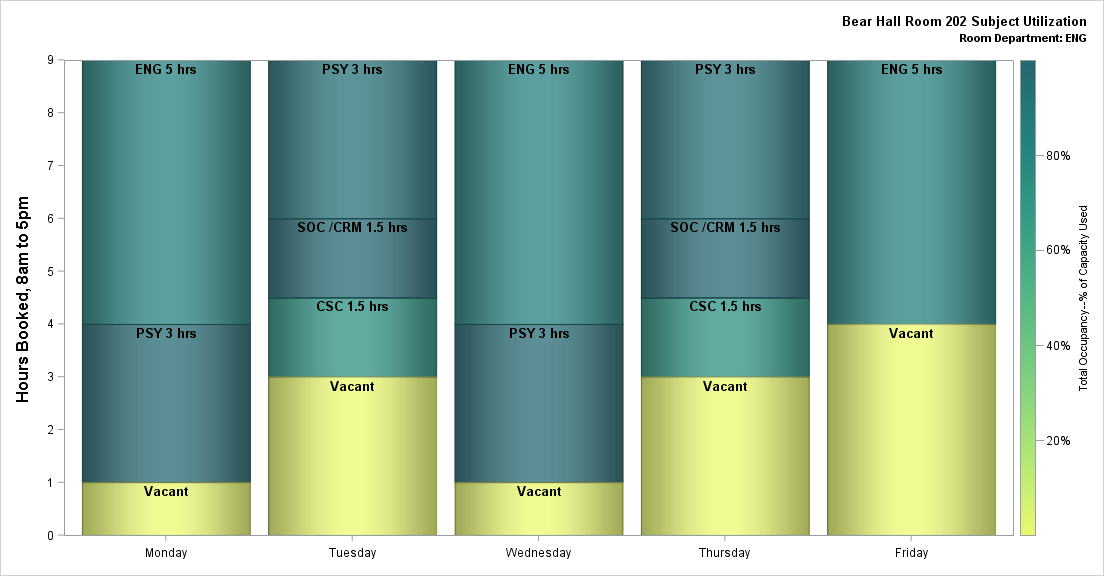 Bear Hall Room 202 Subject Utilization
Room Department: ENG
Hours Booked, 8am to 5pm
9
8
7
6
5
4
3
2
1
0
ENG 5 hrs
PSY 3 hrs
Vacant
Monday
PSY 3 hrs
SOC /CRM 1.5 hrs
CSC 1.5 hrs
Vacant
Tuesday
ENG 5 hrs
PSY 3 hrs
Vacant
Wednesday
PSY 3 hrs
SOC /CRM 1.5 hrs
CSC 1.5 hrs
Vacant
Thursday
ENG 5 hrs
Vacant
Friday
80%
60%
40%
20%
Total Occupancy--% of Capacity Used